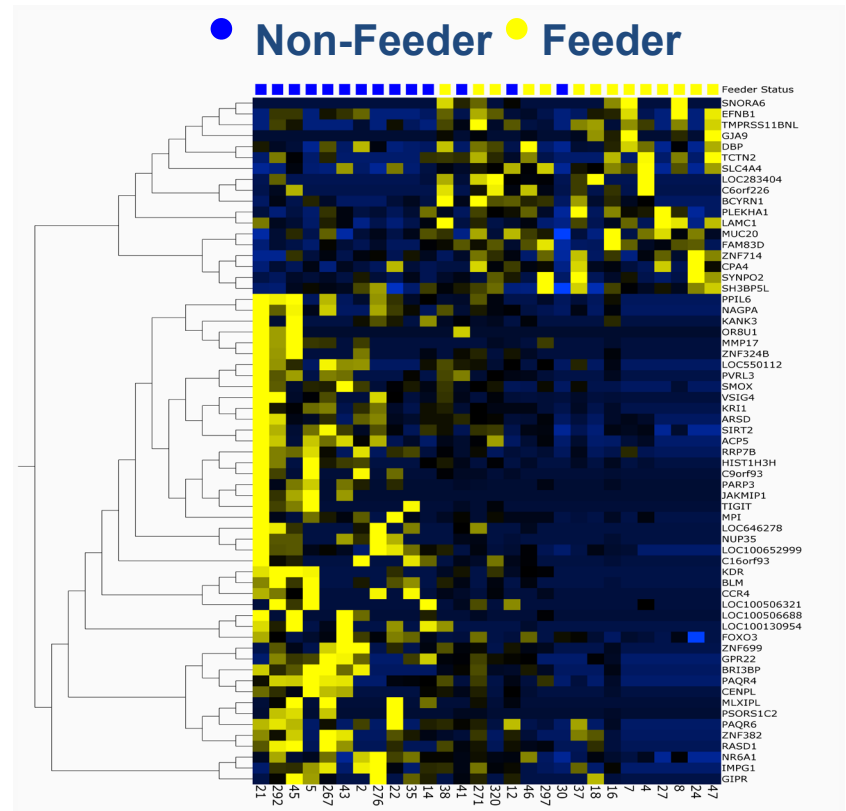 Non-Feeder Feeder
Feeder Status
SNORA6
EFNB1
TMPRSS11BNL
GJA9
DBP
TCTN2
SLC4A4
LOC283404
C6orf226
BCYRN1
PLEKHA1
LAMC1
MUC20
FAM83D
ZNF714
CPA4
SYNPO2
SH3BP5L
PPIL6
NAGPA
KANK3
OR8U1
MMP17
ZNF324B
LOC550112
PVRL3
SMOX
VSIG4
KRI1
ARSD
SIRT2
ACP5
RRP7B
HIST1H3H
C9orf93
PARP3
JAKMIP1
TIGIT
MPI
LOC646278
NUP35
LOC100652999
C16orf93
KDR
BLM
CCR4
LOC100506321
LOC100506688
LOC100130954
FOXO3
ZNF699
GPR22
BRI3BP
PAQR4
CENPL
MLXIPL
PSORS1C2
PAQR6
ZNF382
RASD1
NR6A1
IMPG1
GIPR
21 292 45 5 267 43 2 276 22 35 14 38 41 271 320 12 46 297 30 37 18 16 7 4 27 8 24 47